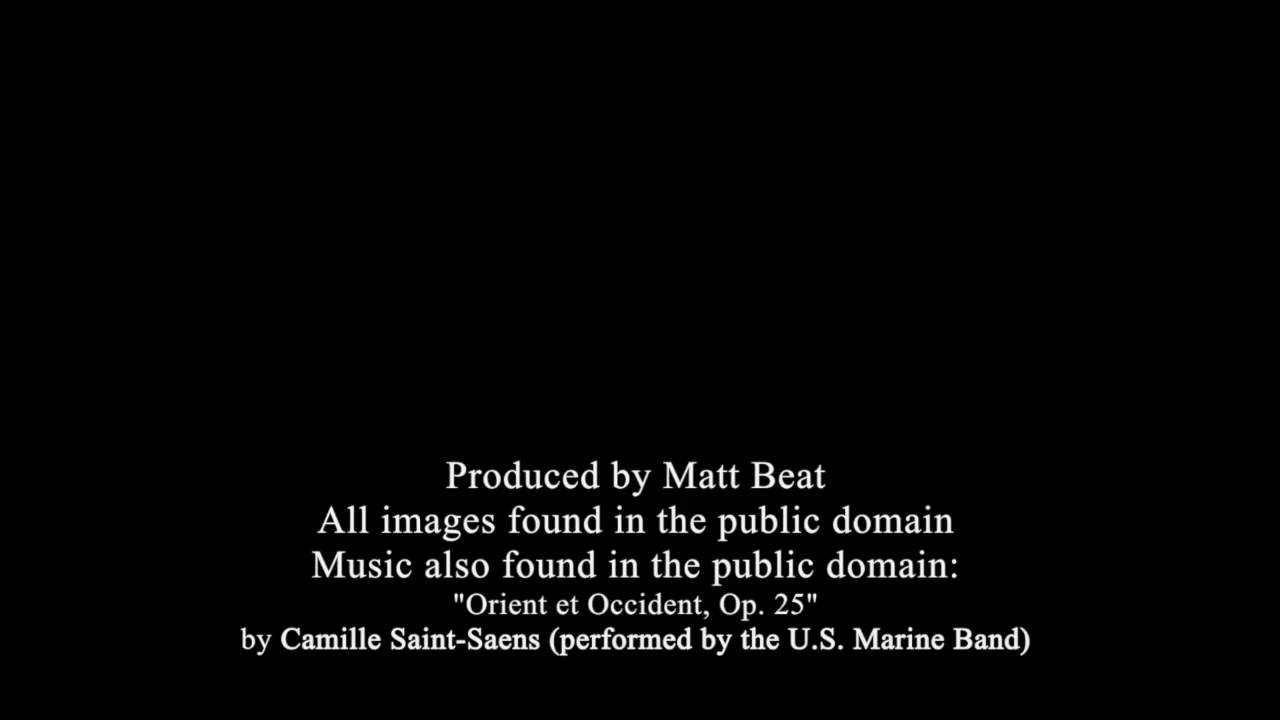 Produced by Matt Beat
All images found in the public domain
Music also found in the public domain:
"Orient et Occident, Op. 25"
by Camille Saint-Saens (performed by the U.S. Marine Band)